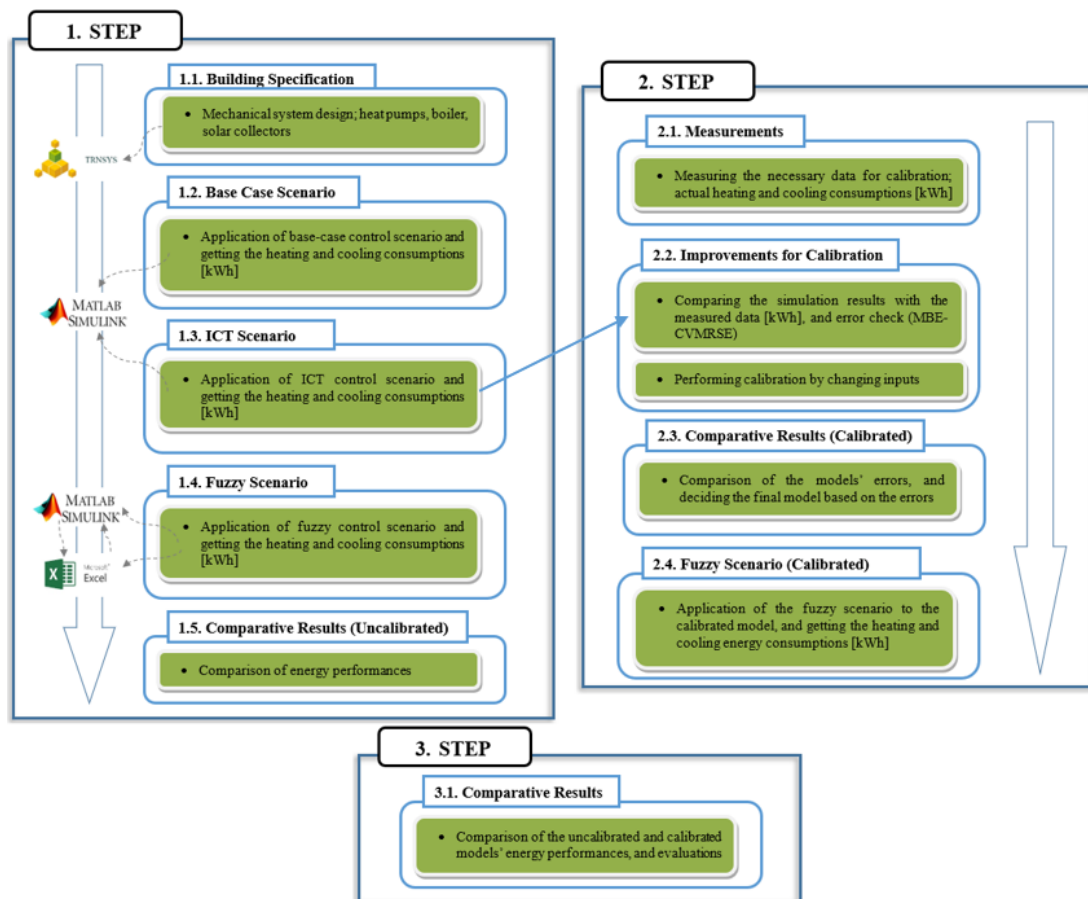 1. STEP
1.1. Building Specification
• Mechanical system design; heat pumps, boiler,
solar collectors
TRNSYS
1.2. Base Case Scenario
• Application of base-case control scenario and
getting the heating and cooling consumptions
[kWh]
MATLAB
SIMULINK
1.3. ICT Scenario
• Application of ICT control scenario and
getting the heating and cooling consumptions
[kWh]
1.4. Fuzzy Scenario
MATLAB
SIMULINK
• Application of fuzzy control scenario and
getting the heating and cooling consumptions
[kWh]
Microsoft
Excel
1.5. Comparative Results (Uncalibrated)
• Comparison of energy performances
2. STEP
2.1. Measurements
• Measuring the necessary data for calibration;
actual heating and cooling consumptions [kWh]
2.2. Improvements for Calibration
• Comparing the simulation results with the
measured data [kWh], and error check (MBE-
CVMRSE)
• Performing calibration by changing inputs
2.3. Comparative Results (Calibrated)
• Comparison of the models' errors, and
deciding the final model based on the errors
2.4. Fuzzy Scenario (Calibrated)
• Application of the fuzzy scenario to the
calibrated model, and getting the heating and
cooling energy consumptions [kWh]
3. STEP
3.1. Comparative Results
• Comparison of the uncalibrated and calibrated
models' energy performances, and evaluations